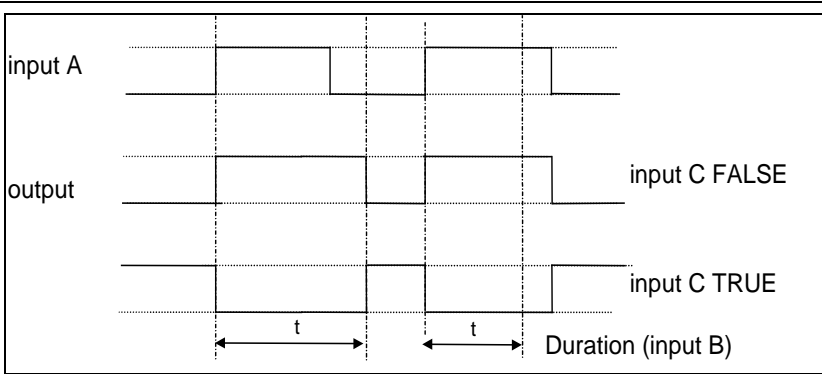 input A
output
input C FALSE
input C TRUE
t
t
Duration (input B)